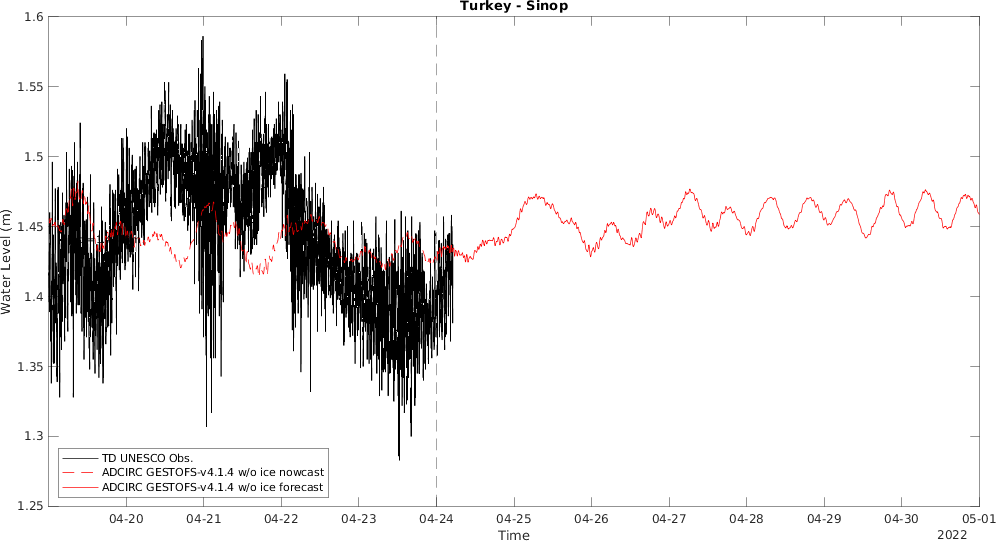 Turkey - Sinop
1.6
1.55
1.5
1.45
1.4
1.35
1.3
1.25
Water Level (m)
TD UNESCO Obs.
ADCIRC GESTOFS-v4.1.4 w/o ice nowcast
ADCIRC GESTOFS-v4.1.4 w/o ice forecast
04-20 04-21 04-22 04-23 04-24 04-25 04-26 04-27 04-28 04-29 04-30 05-01
Time
2022